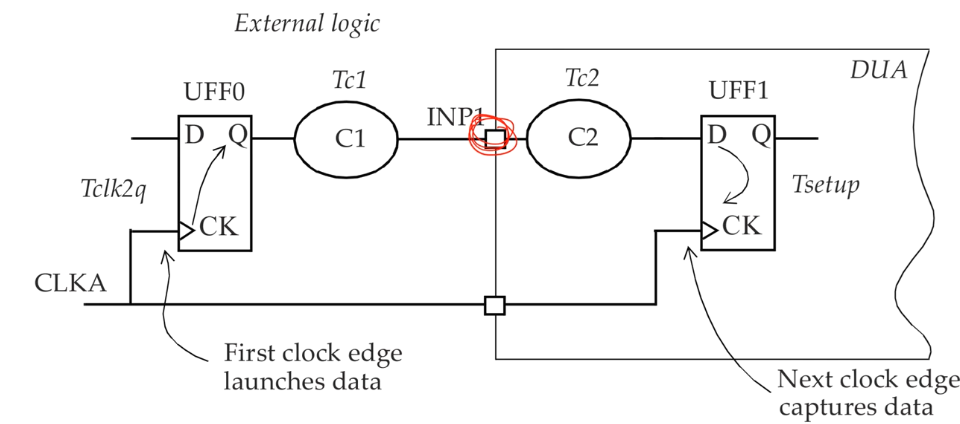 External logic
DUA
Tc1
Tc2
UFF0
UFF1
INP1
D Q
C1
C2
D Q
Tclk2q
Tsetup
CK
CK
CLKA
First clock edge
launches data
Next clock edge
captures data